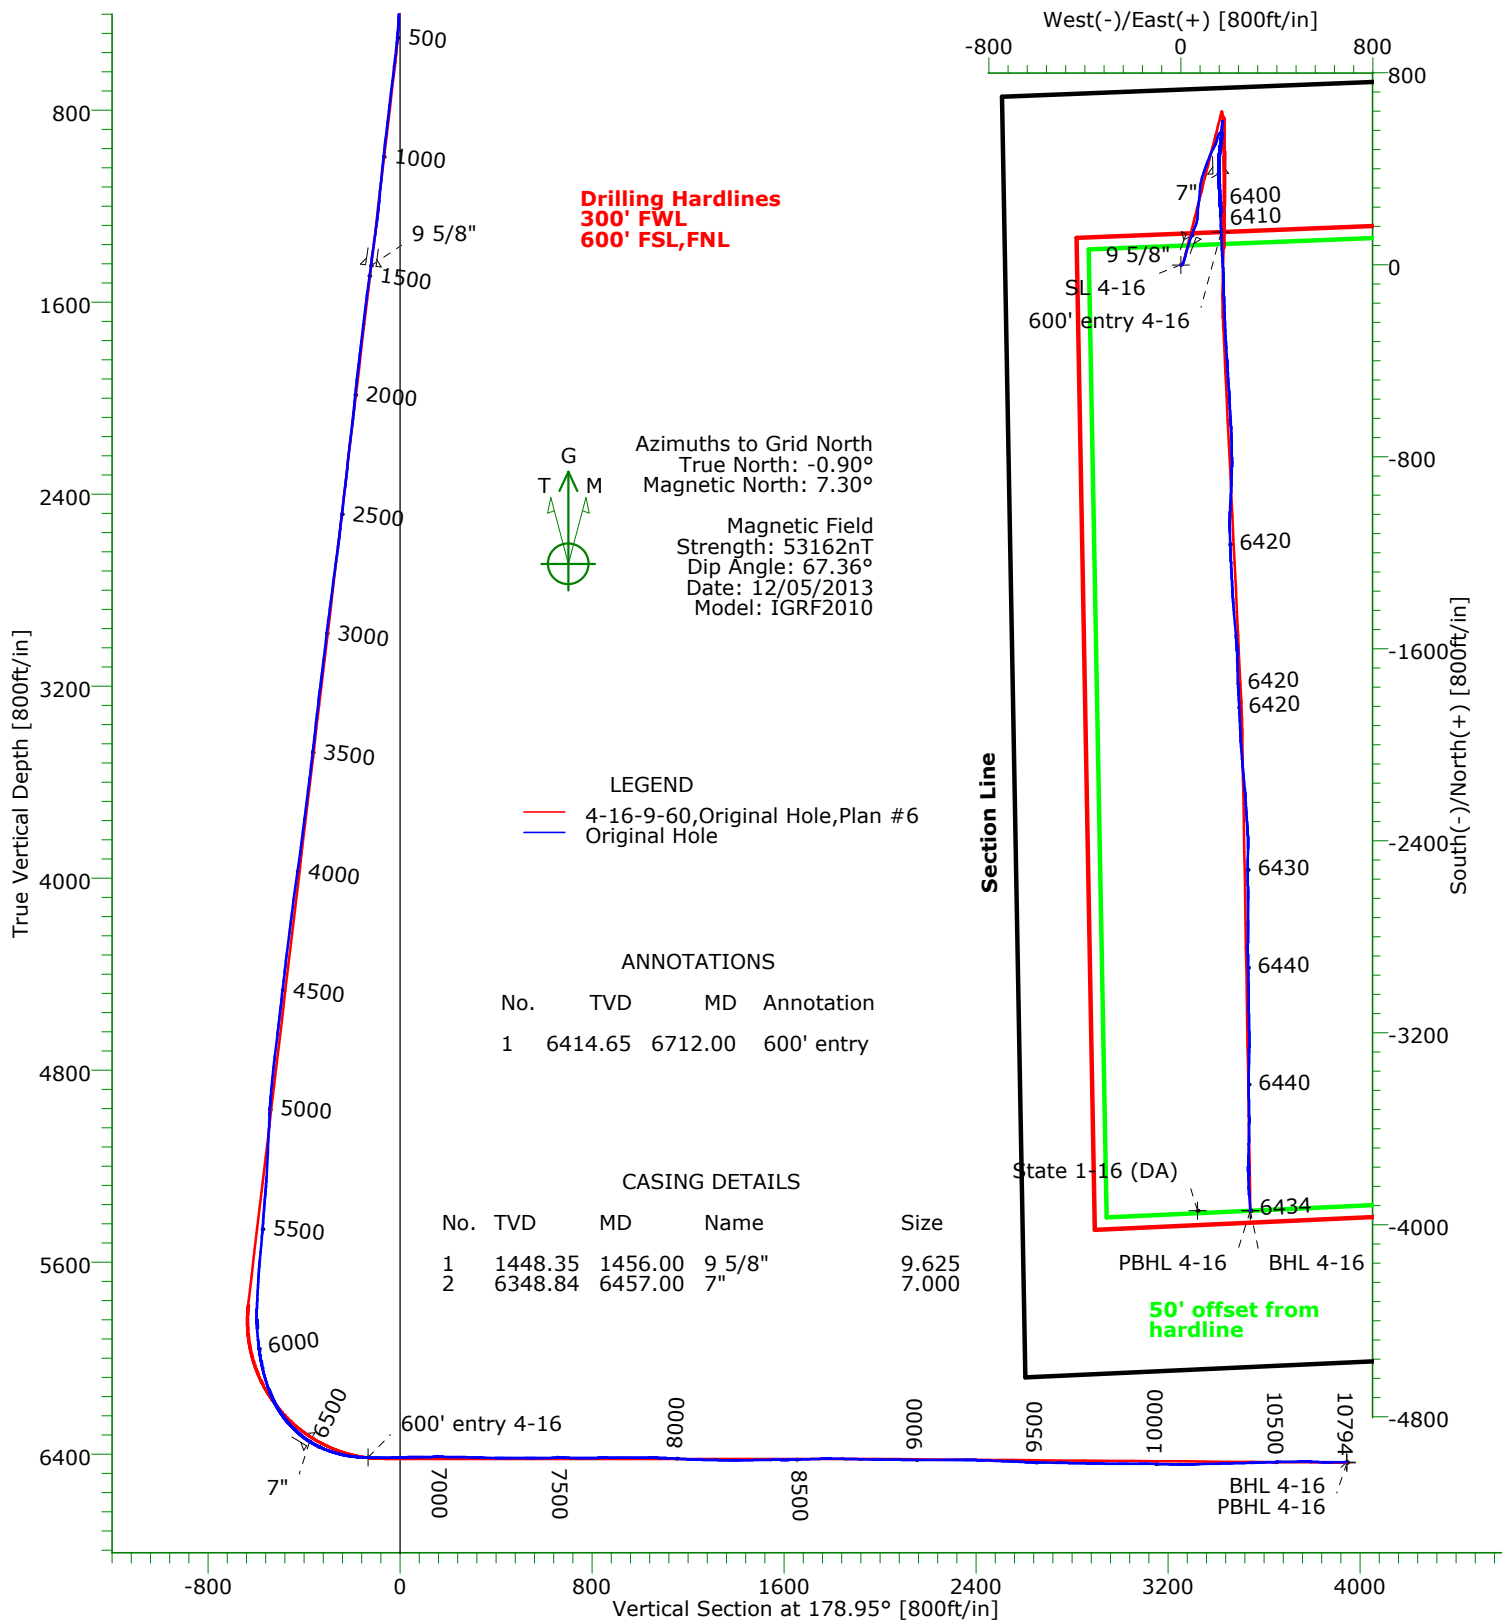 West(-)/East(+) [800ft/in]
-800
0
800
500
1000
9 5/8"
1500
2000
2500
3000
3500
4000
4500
5000
5500
6000
6500
7"
600' entry 4-16
7000
7500
8000
8500
9000
9500
10000
10500
10794
BHL 4-16
PBHL 4-16
800
1600
2400
3200
4000
4800
5600
6400
True Vertical Depth [800ft/in]
-800
0
800
1600
2400
3200
4000
Vertical Section at 178.95° [800ft/in]
Drilling Hardlines
300' FWL
600' FSL,FNL
G
T
M
Azimuths to Grid North
True North: -0.90°
Magnetic North: 7.30°
Magnetic Field
Strength: 53162nT
Dip Angle: 67.36°
Date: 12/05/2013
Model: IGRF2010
LEGEND
4-16-9-60,Original Hole,Plan #6
Original Hole
ANNOTATIONS
No. TVD MD Annotation
1 6414.65 6712.00 600' entry
CASING DETAILS
No. TVD MD Name Size
1 1448.35 1456.00 9 5/8" 9.625
2 6348.84 6457.00 7" 7.000
7"
6400
6410
9 5/8"
SL 4-16
600' entry 4-16
6420
6420
6420
6430
6440
6440
State 1-16 (DA)
6434
PBHL 4-16
BHL 4-16
50' offset from
hardline
Section Line
800
0
-800
-1600
-2400
-3200
-4000
-4800
South(-)/North(+) [800ft/in]